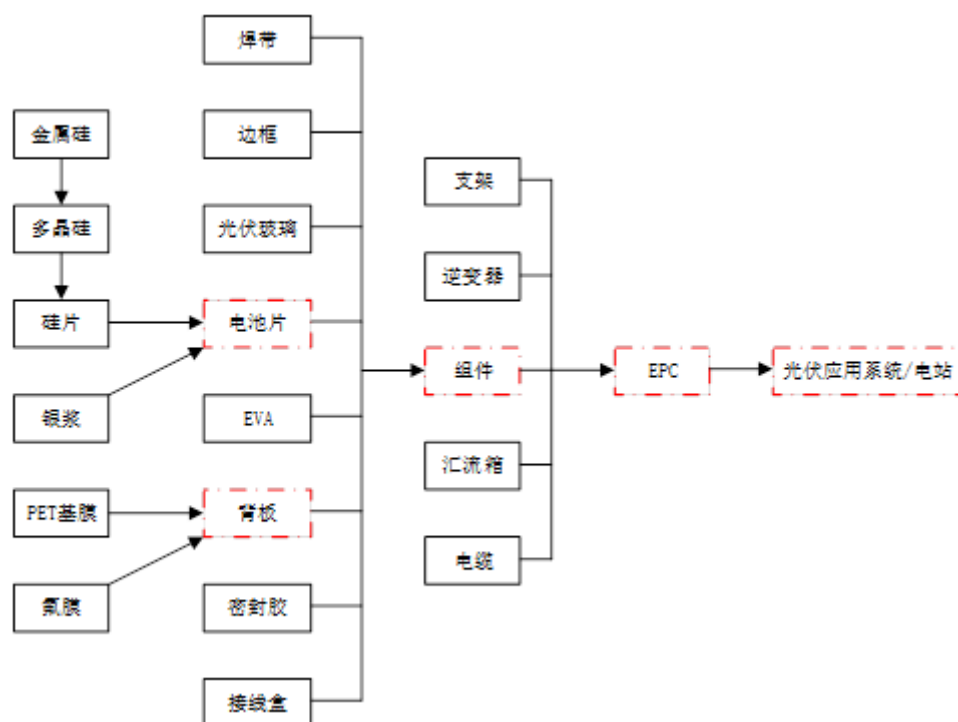 焊带
金属硅
边框
多晶硅
光伏玻璃
支架
逆变器
硅片
电池片
组件
EPC
光伏应用系统/电站
银浆
EVA
汇流箱
PET基膜
背板
电缆
氟膜
密封胶
接线盒